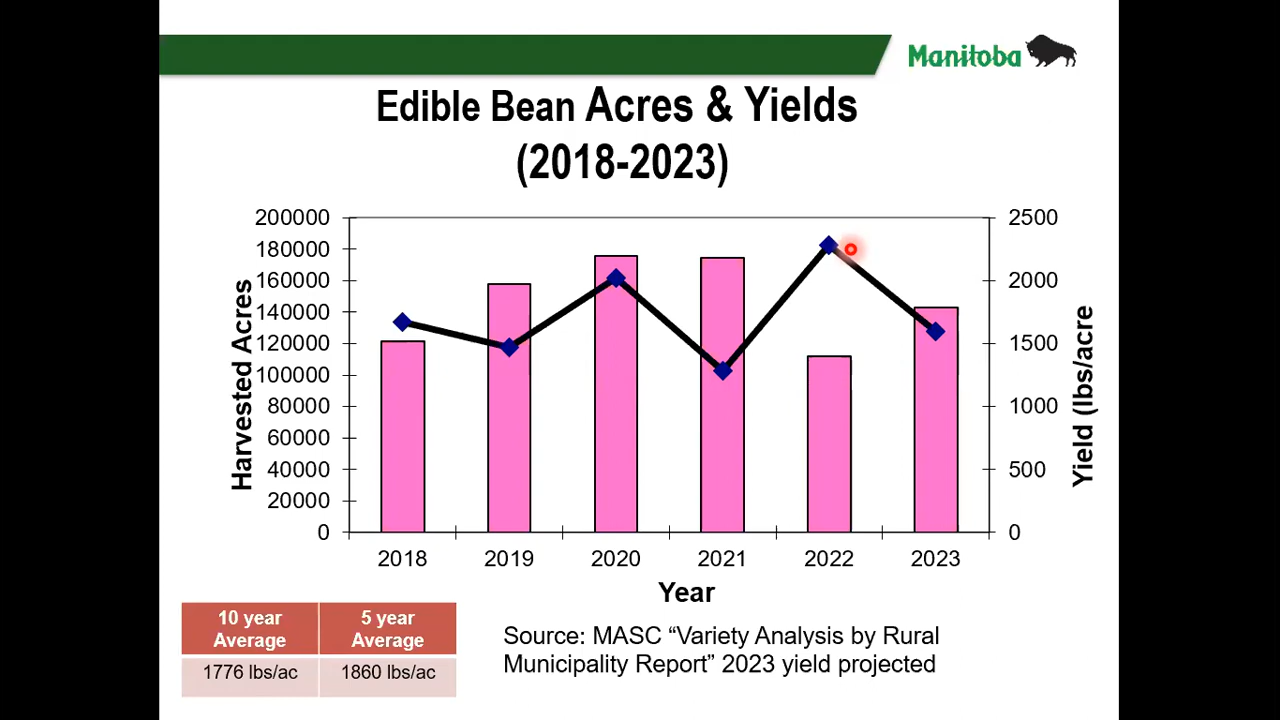 Manitoba
Edible Bean Acres & Yields
(2018-2023)
200000
180000
160000
140000
120000
100000
80000
60000
40000
20000
0
Harvested Acres
2500
2000
1500
1000
500
0
Yield (lbs/acre
2018 2019 2020 2021 2022 2023
Year
10 year 5 year
Average Average
1776 lbs/ac 1860 lbs/ac
Source: MASC “Variety Analysis by Rural
Municipality Report” 2023 yield projected